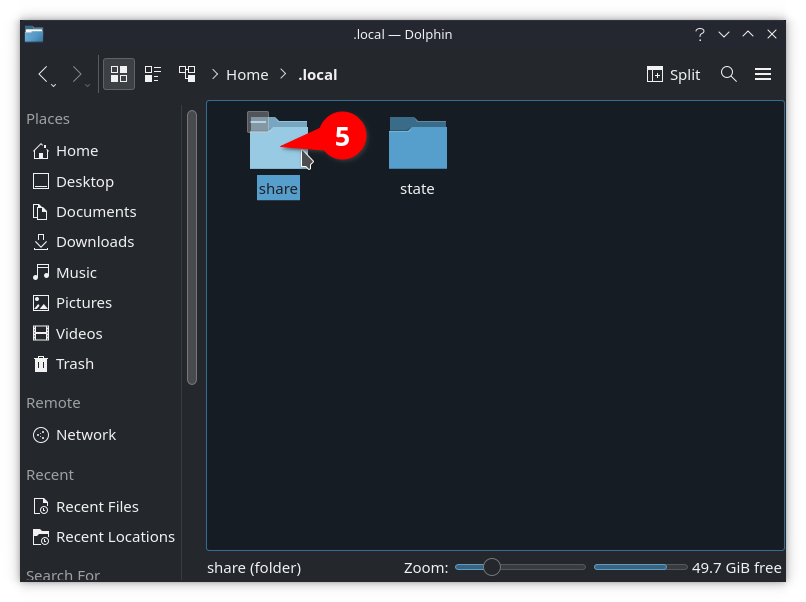 .local — Dolphin
?
Home
.local
Split
Places
Home
Desktop
Documents
Downloads
Music
Pictures
Videos
Trash
Remote
Network
Recent
Recent Files
Recent Locations
Search For
5
share
state
share (folder)
Zoom:
49.7 GiB free